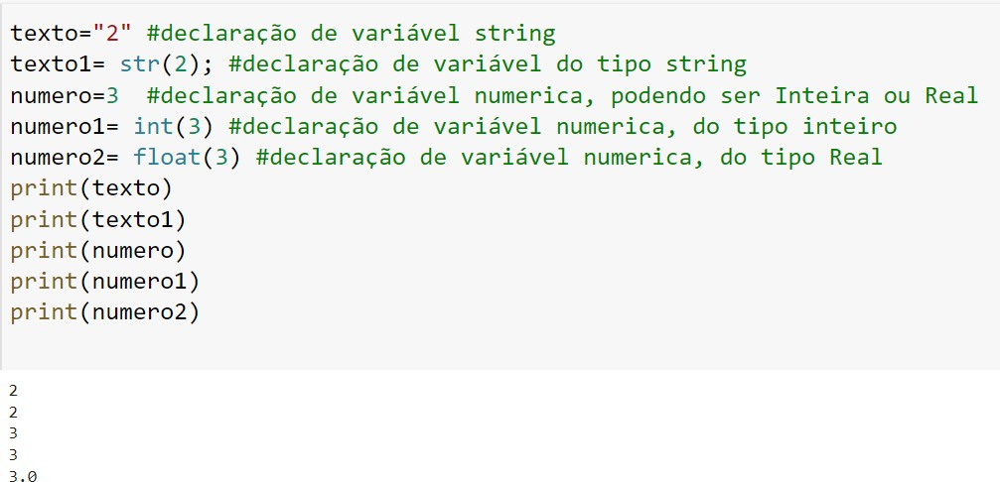 texto="2" #declaração de variável string
texto1= str(2); #declaração de variável do tipo string
numero=3  #declaração de variável numerica, podendo ser Inteira ou Real
numero1= int(3) #declaração de variável numerica, do tipo inteiro
numero2= float(3) #declaração de variável numerica, do tipo Real
print(texto)
print(texto1)
print(numero)
print(numero1)
print(numero2)
2
2
3
3
3.0